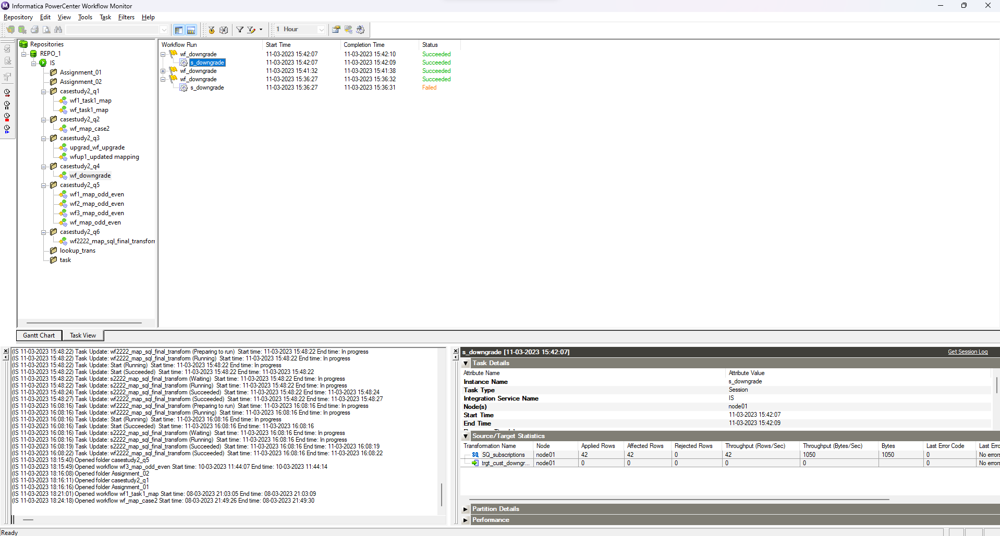 Informatica PowerCenter Workflow Monitor
Repository Edit View Tools Task Filters Help
1 Hour
Repositories
REPO_1
IS
Assignment_01
Assignment_02
casestudy2_q1
wf1_task1_map
wf_task1_map
casestudy2_q2
wf_map_case2
casestudy2_q3
upgrad_wf_upgrade
wfup1_updated mapping
casestudy2_q4
wf_downgrade
casestudy2_q5
wf1_map_odd_even
wf2_map_odd_even
wf3_map_odd_even
wf_map_odd_even
casestudy2_q6
wf2222_map_sql_final_transfor
lookup_trans
task
Workflow Run Start Time Completion Time Status
wf_downgrade 11-03-2023 15:42:07 11-03-2023 15:42:10 Succeeded
s_downgrade 11-03-2023 15:42:07 11-03-2023 15:42:09 Succeeded
wf_downgrade 11-03-2023 15:41:32 11-03-2023 15:41:38 Succeeded
wf_downgrade 11-03-2023 15:36:27 11-03-2023 15:36:32 Succeeded
s_downgrade 11-03-2023 15:36:27 11-03-2023 15:36:31 Failed
Gantt Chart Task View
(IS 11-03-2023 15:48:22) Task Update: wf2222_map_sql_final_transform (Preparing to run) Start time: 11-03-2023 15:48:22 End time: In progress
(IS 11-03-2023 15:48:22) Task Update: wf2222_map_sql_final_transform (Running) Start time: 11-03-2023 15:48:22 End time: In progress
(IS 11-03-2023 15:48:22) Task Update: Start (Running) Start time: 11-03-2023 15:48:22 End time: In progress
(IS 11-03-2023 15:48:22) Task Update: Start (Succeeded) Start time: 11-03-2023 15:48:22 End time: 11-03-2023 15:48:22
(IS 11-03-2023 15:48:22) Task Update: s2222_map_sql_final_transform (Waiting) Start time: 11-03-2023 15:48:22 End time: In progress
(IS 11-03-2023 15:48:22) Task Update: s2222_map_sql_final_transform (Running) Start time: 11-03-2023 15:48:22 End time: In progress
(IS 11-03-2023 15:48:24) Task Update: s2222_map_sql_final_transform (Succeeded) Start time: 11-03-2023 15:48:22 End time: 11-03-2023 15:48:24
(IS 11-03-2023 15:48:27) Task Update: wf2222_map_sql_final_transform (Succeeded) Start time: 11-03-2023 15:48:22 End time: 11-03-2023 15:48:27
(IS 11-03-2023 16:08:16) Task Update: wf2222_map_sql_final_transform (Preparing to run) Start time: 11-03-2023 16:08:16 End time: In progress
(IS 11-03-2023 16:08:16) Task Update: wf2222_map_sql_final_transform (Running) Start time: 11-03-2023 16:08:16 End time: In progress
(IS 11-03-2023 16:08:16) Task Update: Start (Running) Start time: 11-03-2023 16:08:16 End time: In progress
(IS 11-03-2023 16:08:16) Task Update: Start (Succeeded) Start time: 11-03-2023 16:08:16 End time: 11-03-2023 16:08:16
(IS 11-03-2023 16:08:16) Task Update: s2222_map_sql_final_transform (Waiting) Start time: 11-03-2023 16:08:16 End time: In progress
(IS 11-03-2023 16:08:16) Task Update: s2222_map_sql_final_transform (Running) Start time: 11-03-2023 16:08:16 End time: In progress
(IS 11-03-2023 16:08:19) Task Update: s2222_map_sql_final_transform (Succeeded) Start time: 11-03-2023 16:08:16 End time: 11-03-2023 16:08:19
(IS 11-03-2023 16:08:22) Task Update: wf2222_map_sql_final_transform (Succeeded) Start time: 11-03-2023 16:08:16 End time: 11-03-2023 16:08:22
(IS 11-03-2023 18:15:40) Opened folder casestudy2_q5
(IS 11-03-2023 18:15:49) Opened workflow wf3_map_odd_even Start time: 10-03-2023 11:44:07 End time: 10-03-2023 11:44:14
(IS 11-03-2023 18:16:08) Opened folder Assignment_02
(IS 11-03-2023 18:16:11) Opened folder casestudy2_q1
(IS 11-03-2023 18:16:16) Opened folder Assignment_01
(IS 11-03-2023 18:21:01) Opened workflow wf1_task1_map Start time: 08-03-2023 21:03:05 End time: 08-03-2023 21:03:09
(IS 11-03-2023 18:24:18) Opened workflow wf_map_case2 Start time: 08-03-2023 21:49:26 End time: 08-03-2023 21:49:30
s_downgrade [11-03-2023 15:42:07] Get Session Log
Task Details
Attribute Name Attribute Value
Instance Name s_downgrade
Task Type Session
Integration Service Name IS
Node(s) node01
Start Time 11-03-2023 15:42:07
End Time 11-03-2023 15:42:09
Source/Target Statistics
Transformation Name Node Applied Rows Affected Rows Rejected Rows Throughput (Rows/Sec) Throughput (Bytes/Sec) Bytes Last Error Code Last Erro
SQ SQ_subscriptions node01 42 42 0 42 1050 1050 0 No errors
trgt_cust_downgr... node01 0 0 0 0 0 0 No errors
Partition Details
Performance
Ready